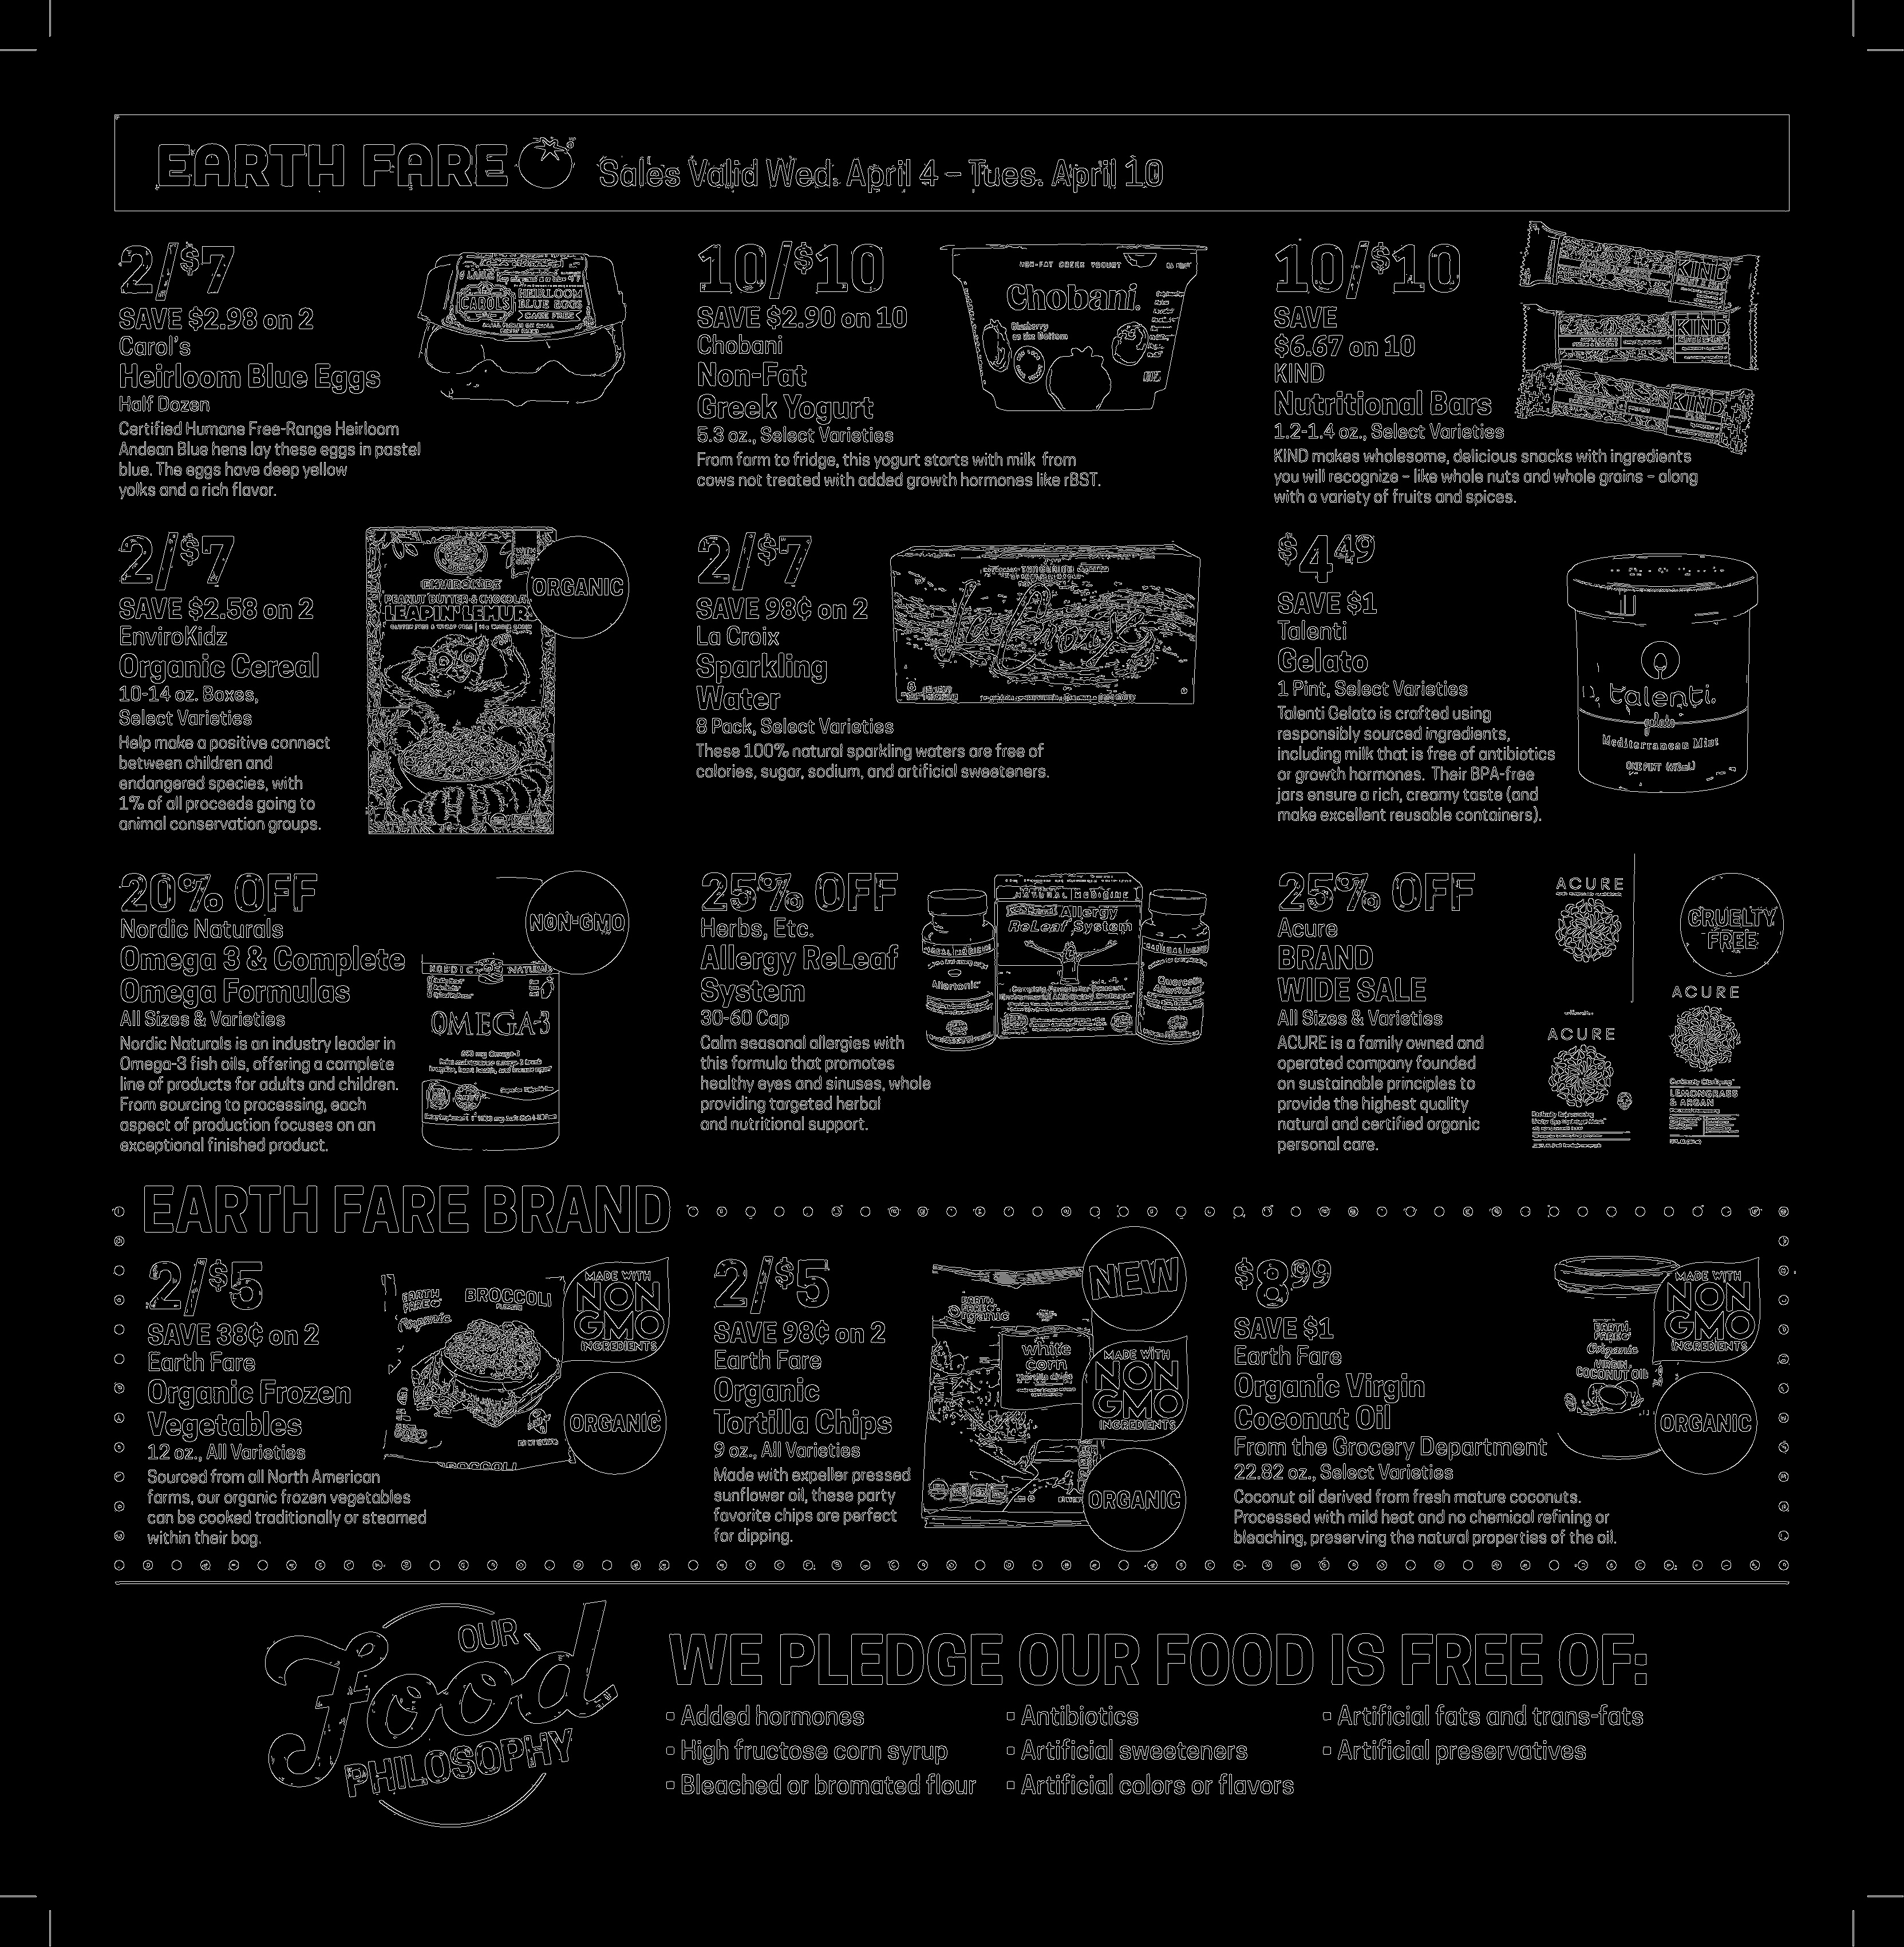 EARTH FARE Sales Valid Wed. April 4 – Tues. April 10
2/$7
SAVE $2.98 on 2
Carol's
Heirloom Blue Eggs
Half Dozen
Certified Humane Free-Range Heirloom
Andean Blue hens lay these eggs in pastel
blue. The eggs have deep yellow
yolks and a rich flavor.
CAROLS
HEIRLOOM
BLUE EGGS
CAGE FREE
10/$10
SAVE $2.90 on 10
Chobani
Non-Fat
Greek Yogurt
5.3 oz., Select Varieties
From farm to fridge, this yogurt starts with milk from
cows not treated with added growth hormones like rBST.
NON-FAT GREEK YOGURT
Chobani.
Blueberry
on the Bottom
10/$10
SAVE
$6.67 on 10
KIND
Nutritional Bars
1.2-1.4 oz., Select Varieties
KIND makes wholesome, delicious snacks with ingredients
you will recognize – like whole nuts and whole grains – along
with a variety of fruits and spices.
KIND
KIND
KIND
2/$7
SAVE $2.58 on 2
EnviroKidz
Organic Cereal
10-14 oz. Boxes,
Select Varieties
Help make a positive connect
between children and
endangered species, with
1% of all proceeds going to
animal conservation groups.
ENVIROKIDZ
PEANUT BUTTER & CHOCOLAT
LEAPIN' LEMURS
ORGANIC
2/$7
SAVE 98¢ on 2
La Croix
Sparkling
Water
8 Pack, Select Varieties
These 100% natural sparkling waters are free of
calories, sugar, sodium, and artificial sweeteners.
LaCroix
8
$4.49
SAVE $1
Talenti
Gelato
1 Pint, Select Varieties
Talenti Gelato is crafted using
responsibly sourced ingredients,
including milk that is free of antibiotics
or growth hormones. Their BPA-free
jars ensure a rich, creamy taste (and
make excellent reusable containers).
talenti.
gelato
Mediterranean Mint
ONE PINT (473mL)
20% OFF
Nordic Naturals
Omega 3 & Complete
Omega Formulas
All Sizes & Varieties
Nordic Naturals is an industry leader in
Omega-3 fish oils, offering a complete
line of products for adults and children.
From sourcing to processing, each
aspect of production focuses on an
exceptional finished product.
NON-GMO
NORDIC NATURALS
OMEGA-3
25% OFF
Herbs, Etc.
Allergy ReLeaf
System
30-60 Cap
Calm seasonal allergies with
this formula that promotes
healthy eyes and sinuses, whole
providing targeted herbal
and nutritional support.
NATURAL MEDICINE
Allergy
ReLeaf System
Allertonic
25% OFF
Acure
BRAND
WIDE SALE
All Sizes & Varieties
ACURE is a family owned and
operated company founded
on sustainable principles to
provide the highest quality
natural and certified organic
personal care.
ACURE
CRUELTY
FREE
ACURE
ACURE
LEMONGRASS
& ARGAN
EARTH FARE BRAND
2/$5
SAVE 38¢ on 2
Earth Fare
Organic Frozen
Vegetables
12 oz., All Varieties
Sourced from all North American
farms, our organic frozen vegetables
can be cooked traditionally or steamed
within their bag.
EARTH
FARE
Organic
BROCCOLI
BROCCOLI
MADE WITH
NON
GMO
INGREDIENTS
ORGANIC
2/$5
SAVE 98¢ on 2
Earth Fare
Organic
Tortilla Chips
9 oz., All Varieties
Made with expeller pressed
sunflower oil, these party
favorite chips are perfect
for dipping.
EARTH
FARE
Organic
white
corn
tortilla chips
NEW
MADE WITH
NON
GMO
INGREDIENTS
ORGANIC
$8.99
SAVE $1
Earth Fare
Organic Virgin
Coconut Oil
From the Grocery Department
22.82 oz., Select Varieties
Coconut oil derived from fresh mature coconuts.
Processed with mild heat and no chemical refining or
bleaching, preserving the natural properties of the oil.
EARTH
FARE
Organic
VIRGIN
COCONUT OIL
MADE WITH
NON
GMO
INGREDIENTS
ORGANIC
OUR
Food
PHILOSOPHY
WE PLEDGE OUR FOOD IS FREE OF:
▪ Added hormones
▪ High fructose corn syrup
▪ Bleached or bromated flour
▪ Antibiotics
▪ Artificial sweeteners
▪ Artificial colors or flavors
▪ Artificial fats and trans-fats
▪ Artificial preservatives